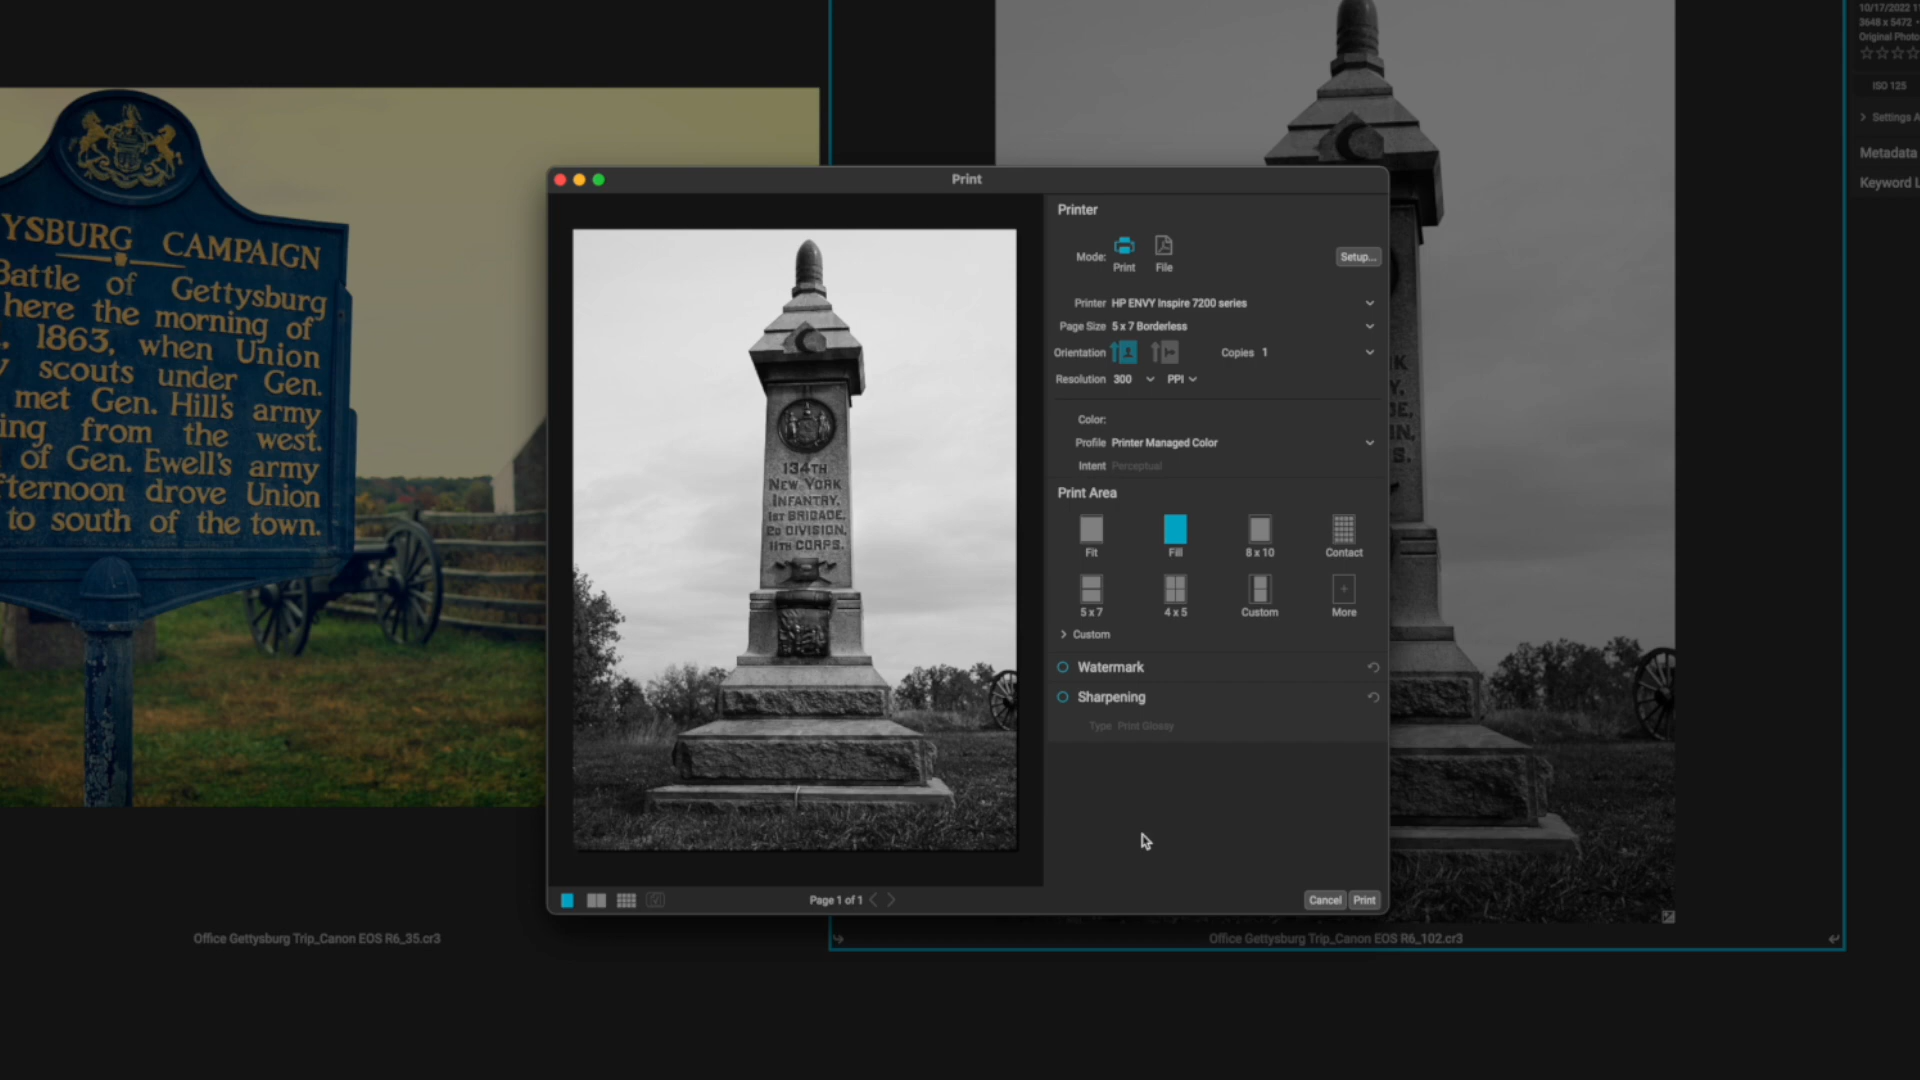 YSBURG CAMPAIGN
Battle of Gettysburg
here the morning of
1863, when Union
scouts under Gen.
met Gen. Hill's army
ing from the west.
of Gen. Ewell's army
fternoon drove Union
to south of the town.
Office Gettysburg Trip_Canon EOS R6_35.cr3
Print
134TH
NEW YORK
INFANTRY,
1ST BRIGADE,
2D DIVISION,
11TH CORPS.
Page 1 of 1
Printer
Mode:
Print
File
Setup...
Printer HP ENVY Inspire 7200 series
Page Size 5 x 7 Borderless
Orientation
Copies 1
Resolution 300 PPI
Color:
Profile Printer Managed Color
Intent Perceptual
Print Area
Fit
Fill
8 x 10
Contact
5 x 7
4 x 5
Custom
More
Custom
Watermark
Sharpening
Type Print Glossy
Cancel
Print
Office Gettysburg Trip_Canon EOS R6_102.cr3
10/17/2022
3648 x 5472
Original Photo
ISO 125
Settings
Metadata
Keyword